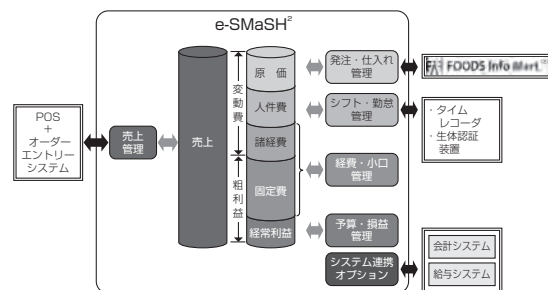 e-SMaSH²
POS
+
オーダー
エントリー
システム
売上
管理
売上
変動費
粗利益
原 価
人件費
諸経費
固定費
経常利益
発注・仕入れ
管理
シフト・勤怠
管理
経費・小口
管理
予算・損益
管理
システム連携
オプション
FOODS Info Mart
・タイム
レコーダ
・生体認証
装置
会計システム
給与システム